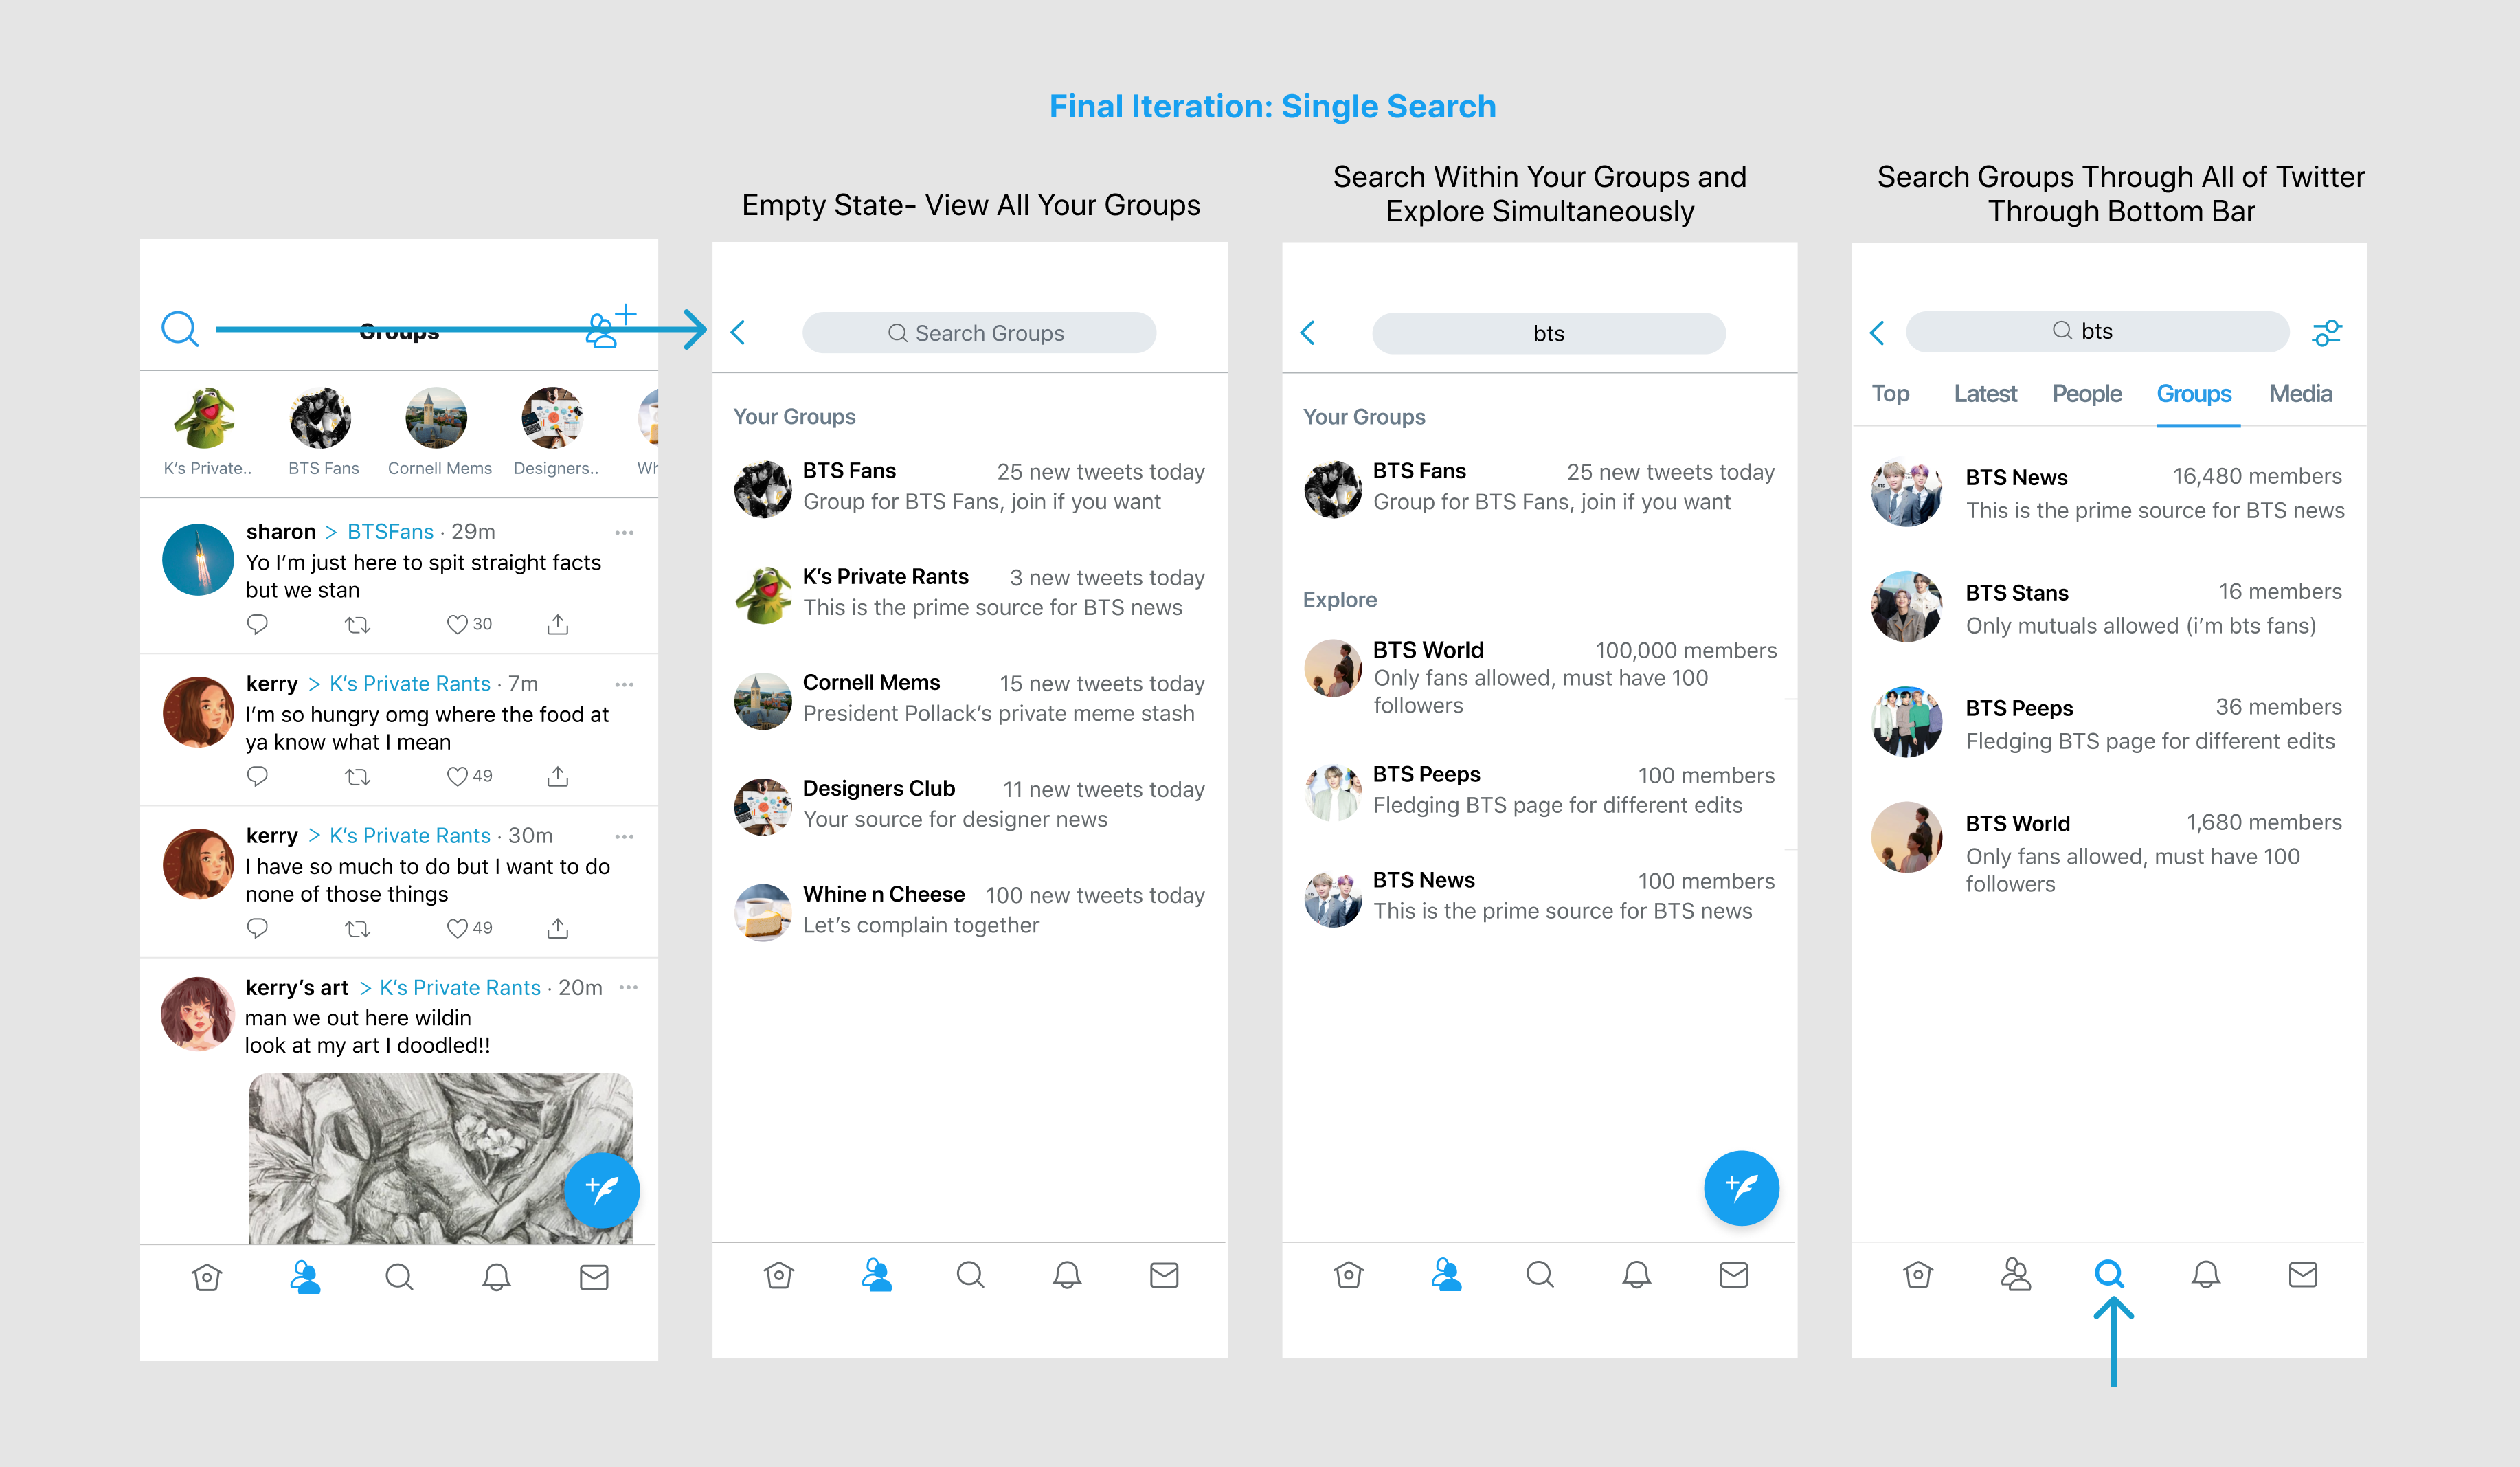 Final Iteration: Single Search
Empty State- View All Your Groups
Search Within Your Groups and
Explore Simultaneously
Search Groups Through All of Twitter
Through Bottom Bar
Groups
K’s Private..
BTS Fans
Cornell Mems
Designers..
Wh
sharon > BTSFans · 29m
Yo I’m just here to spit straight facts
but we stan
30
kerry > K’s Private Rants · 7m
I’m so hungry omg where the food at
ya know what I mean
49
kerry > K’s Private Rants · 30m
I have so much to do but I want to do
none of those things
49
kerry’s art > K’s Private Rants · 20m
man we out here wildin
look at my art I doodled!!
Search Groups
Your Groups
BTS Fans 25 new tweets today
Group for BTS Fans, join if you want
K’s Private Rants 3 new tweets today
This is the prime source for BTS news
Cornell Mems 15 new tweets today
President Pollack’s private meme stash
Designers Club 11 new tweets today
Your source for designer news
Whine n Cheese 100 new tweets today
Let’s complain together
bts
Your Groups
BTS Fans 25 new tweets today
Group for BTS Fans, join if you want
Explore
BTS World 100,000 members
Only fans allowed, must have 100
followers
BTS Peeps 100 members
Fledging BTS page for different edits
BTS News 100 members
This is the prime source for BTS news
bts
Top Latest People Groups Media
BTS News 16,480 members
This is the prime source for BTS news
BTS Stans 16 members
Only mutuals allowed (i’m bts fans)
BTS Peeps 36 members
Fledging BTS page for different edits
BTS World 1,680 members
Only fans allowed, must have 100
followers